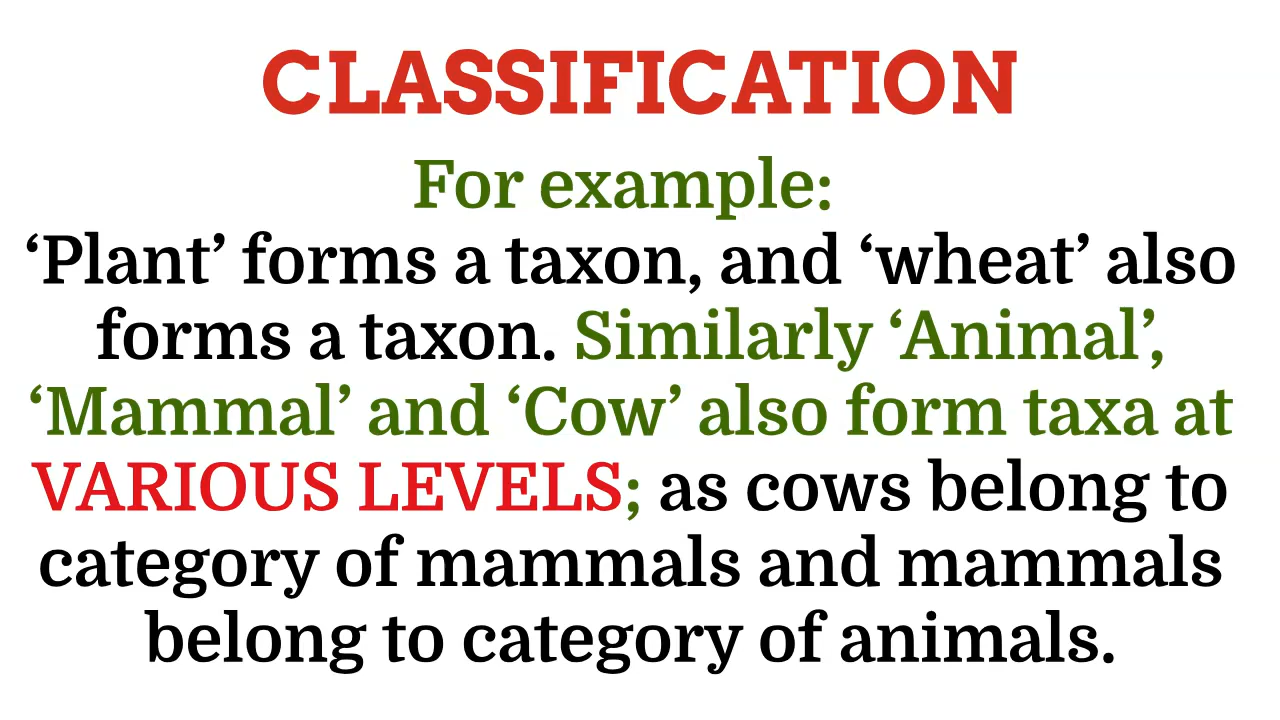 CLASSIFICATION
For example:
‘Plant’ forms a taxon, and ‘wheat’ also
forms a taxon. Similarly ‘Animal’,
‘Mammal’ and ‘Cow’ also form taxa at
VARIOUS LEVELS; as cows belong to
category of mammals and mammals
belong to category of animals.